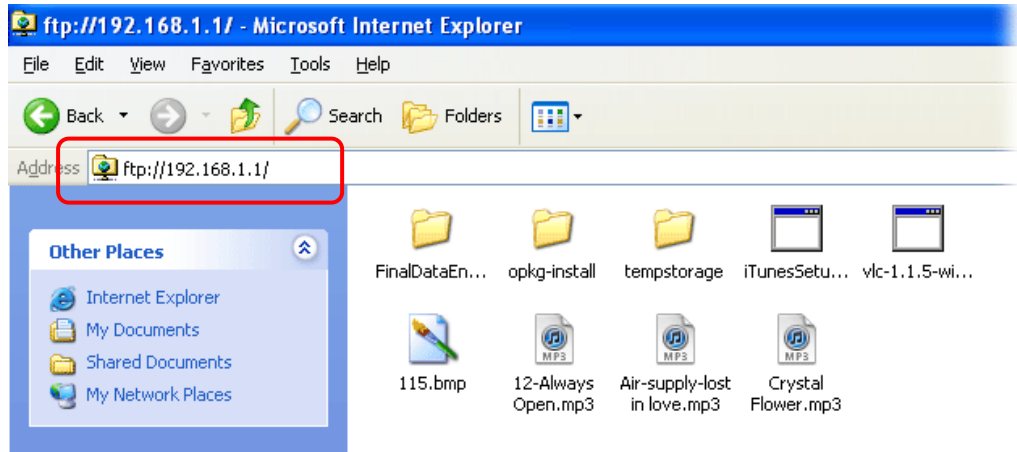 ftp://192.168.1.1/ - Microsoft Internet Explorer
File Edit View Favorites Tools Help
Back Search Folders
Address ftp://192.168.1.1/
Other Places
Internet Explorer
My Documents
Shared Documents
My Network Places
FinalDataEn... opkg-install tempstorage iTunesSetu... vlc-1.1.5-wi...
MP3 MP3 MP3
115.bmp 12-Always Air-supply-lost Crystal
Open.mp3 in love.mp3 Flower.mp3